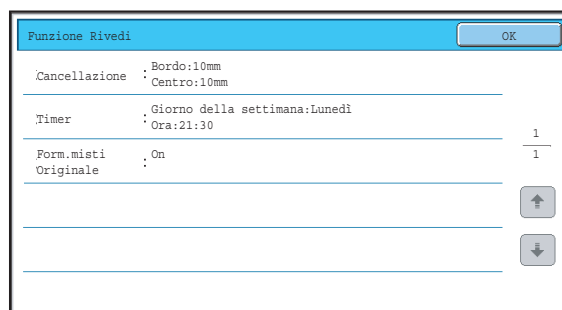 Funzione Rivedi
OK
Cancellazione : Bordo:10mm
Centro:10mm
Timer : Giorno della settimana:Lunedì
Ora:21:30
Form.misti : On
Originale
1
1